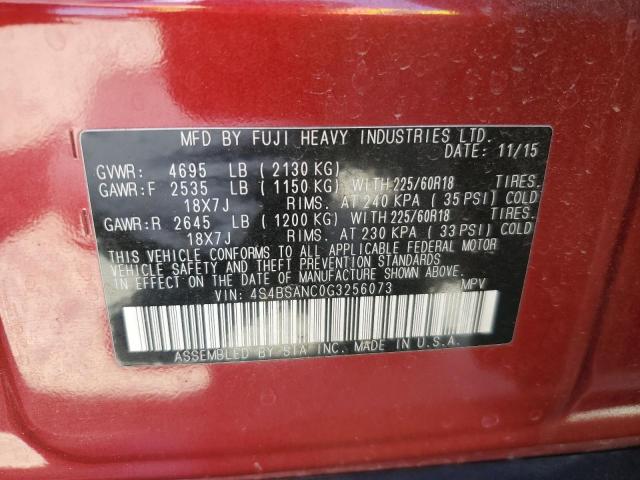 MFD BY FUJI HEAVY INDUSTRIES LTD.
DATE: 11/15
GVWR: 4695 LB (2130 KG)
GAWR:F 2535 LB (1150 KG) WITH 225/60R18 TIRES.
18X7J RIMS. AT 240 KPA (35 PSI) COLD
GAWR:R 2645 LB (1200 KG) WITH 225/60R18 TIRES.
18X7J RIMS. AT 230 KPA (33 PSI) COLD
THIS VEHICLE CONFORMS TO ALL APPLICABLE FEDERAL MOTOR
VEHICLE SAFETY AND THEFT PREVENTION STANDARDS
IN EFFECT ON THE DATE OF MANUFACTURE SHOWN ABOVE.
VIN: 4S4BSANC0G3256073 MPV
ASSEMBLED BY SIA INC. MADE IN U.S.A.